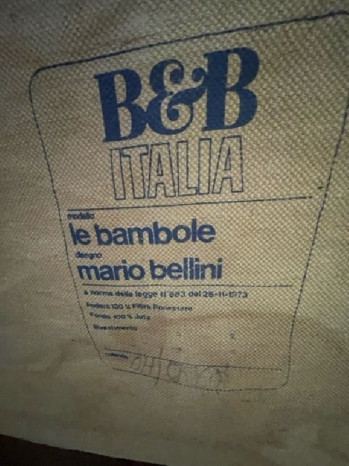 B&B
ITALIA
modello
le bambole
disegno
mario bellini
a norma della legge n 883 del 26-11-1973
100% Fibra Poliestere
Fondo 100% Juta
Rivestimento